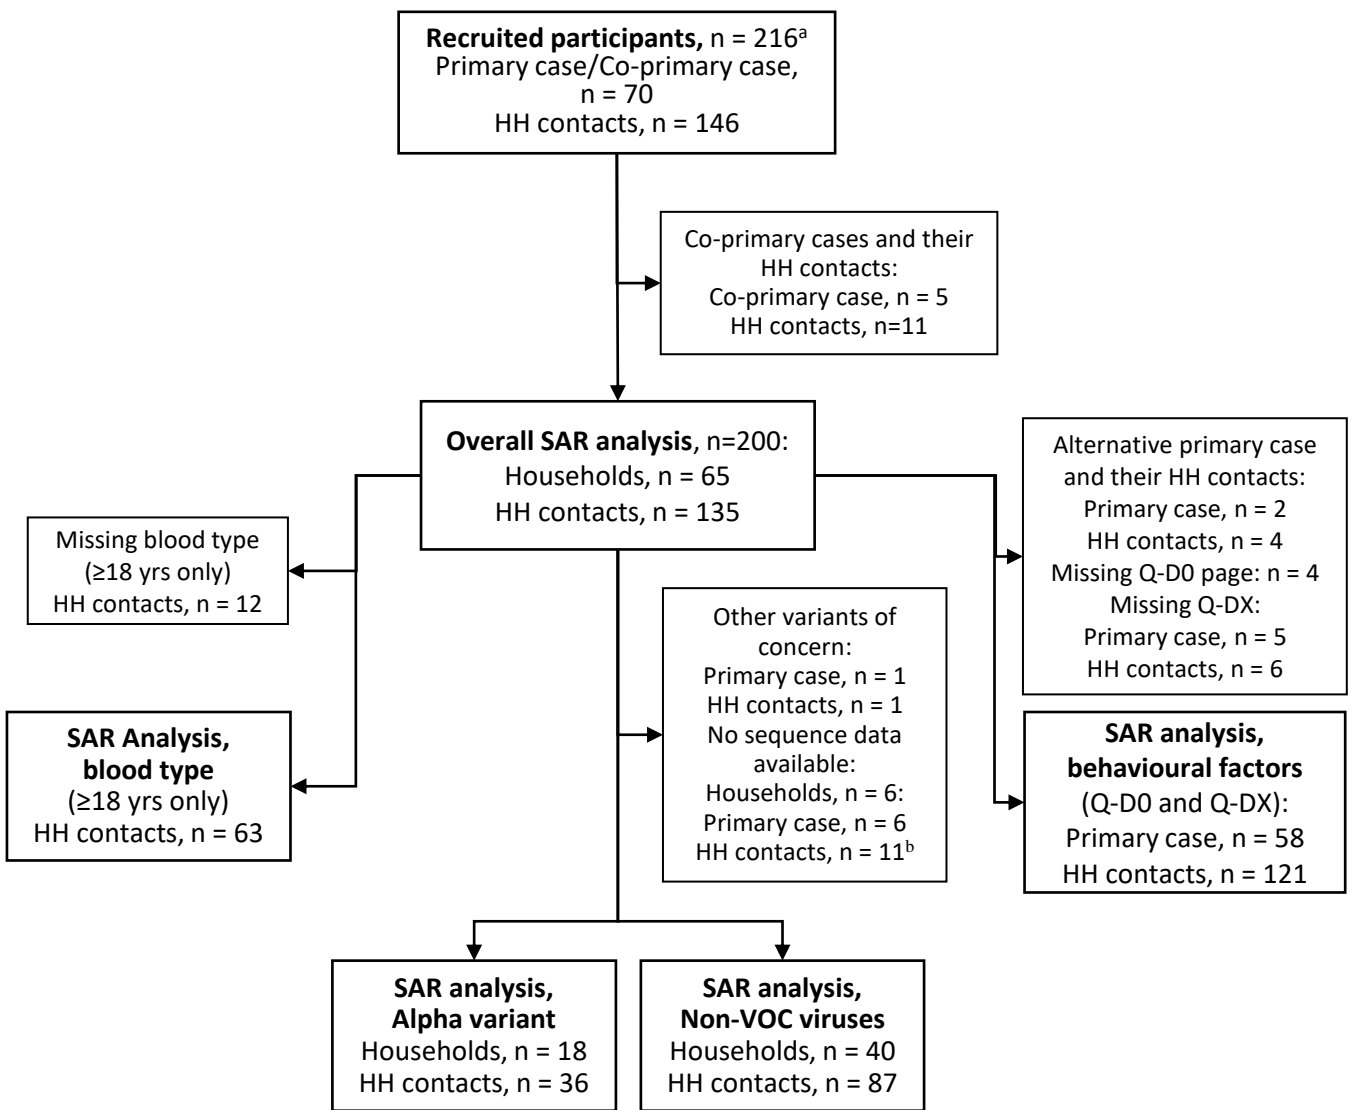 Recruited participants, n = 216ᵃ
Primary case/Co-primary case,
n = 70
HH contacts, n = 146
Co-primary cases and their
HH contacts:
Co-primary case, n = 5
HH contacts, n=11
Overall SAR analysis, n=200:
Households, n = 65
HH contacts, n = 135
Alternative primary case
and their HH contacts:
Primary case, n = 2
HH contacts, n = 4
Missing Q-D0 page: n = 4
Missing Q-DX:
Primary case, n = 5
HH contacts, n = 6
Missing blood type
(≥18 yrs only)
HH contacts, n = 12
Other variants of
concern:
Primary case, n = 1
HH contacts, n = 1
No sequence data
available:
Households, n = 6:
Primary case, n = 6
HH contacts, n = 11ᵇ
SAR Analysis,
blood type
(≥18 yrs only)
HH contacts, n = 63
SAR analysis,
behavioural factors
(Q-D0 and Q-DX):
Primary case, n = 58
HH contacts, n = 121
SAR analysis,
Alpha variant
Households, n = 18
HH contacts, n = 36
SAR analysis,
Non-VOC viruses
Households, n = 40
HH contacts, n = 87